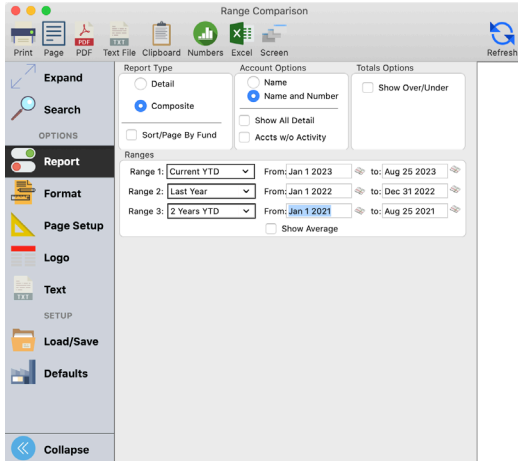 Range Comparison
Print Page PDF Text File Clipboard Numbers Excel Screen Refresh
PDF
TXT
Expand
Search
OPTIONS
Report
Format
Page Setup
Logo
Text
TXT
SETUP
Load/Save
Defaults
Collapse
Report Type
Detail
Composite
Sort/Page By Fund
Account Options
Name
Name and Number
Show All Detail
Accts w/o Activity
Totals Options
Show Over/Under
Ranges
Range 1: Current YTD From: Jan 1 2023 to: Aug 25 2023
Range 2: Last Year From: Jan 1 2022 to: Dec 31 2022
Range 3: 2 Years YTD From: Jan 1 2021 to: Aug 25 2021
Show Average